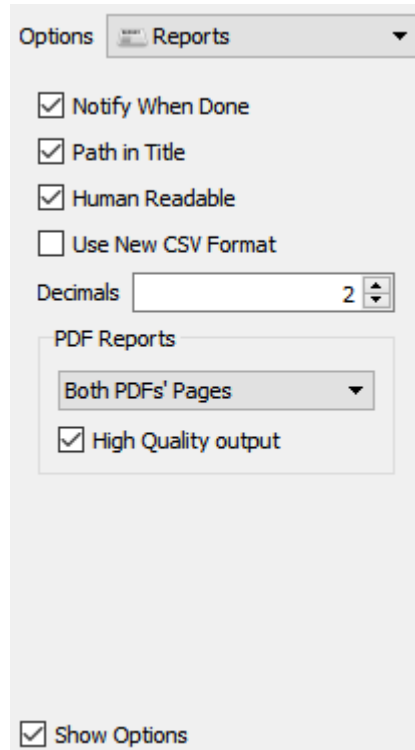 Options Reports
Notify When Done
Path in Title
Human Readable
Use New CSV Format
Decimals 2
PDF Reports
Both PDFs' Pages
High Quality output
Show Options